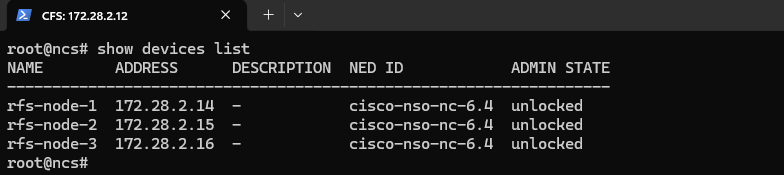 CFS: 172.28.2.12
root@ncs# show devices list
NAME        ADDRESS      DESCRIPTION  NED ID            ADMIN STATE
-------------------------------------------------------------------
rfs-node-1  172.28.2.14  -            cisco-nso-nc-6.4  unlocked
rfs-node-2  172.28.2.15  -            cisco-nso-nc-6.4  unlocked
rfs-node-3  172.28.2.16  -            cisco-nso-nc-6.4  unlocked
root@ncs#